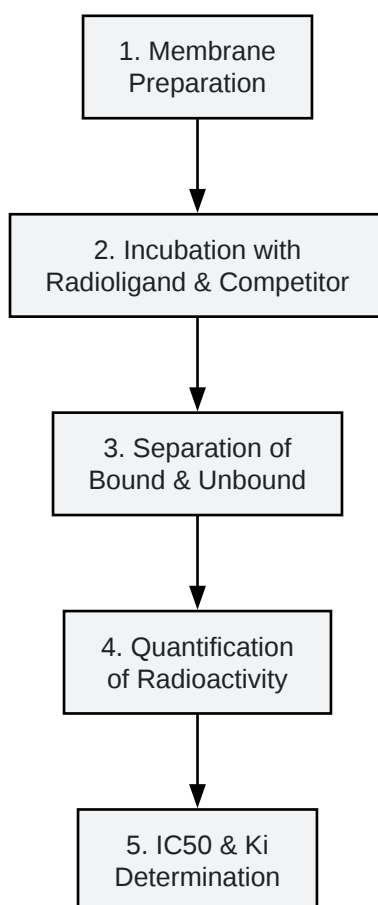 1. Membrane
Preparation
2. Incubation with
Radioligand & Competitor
3. Separation of
Bound & Unbound
4. Quantification
of Radioactivity
5. IC50 & Ki
Determination